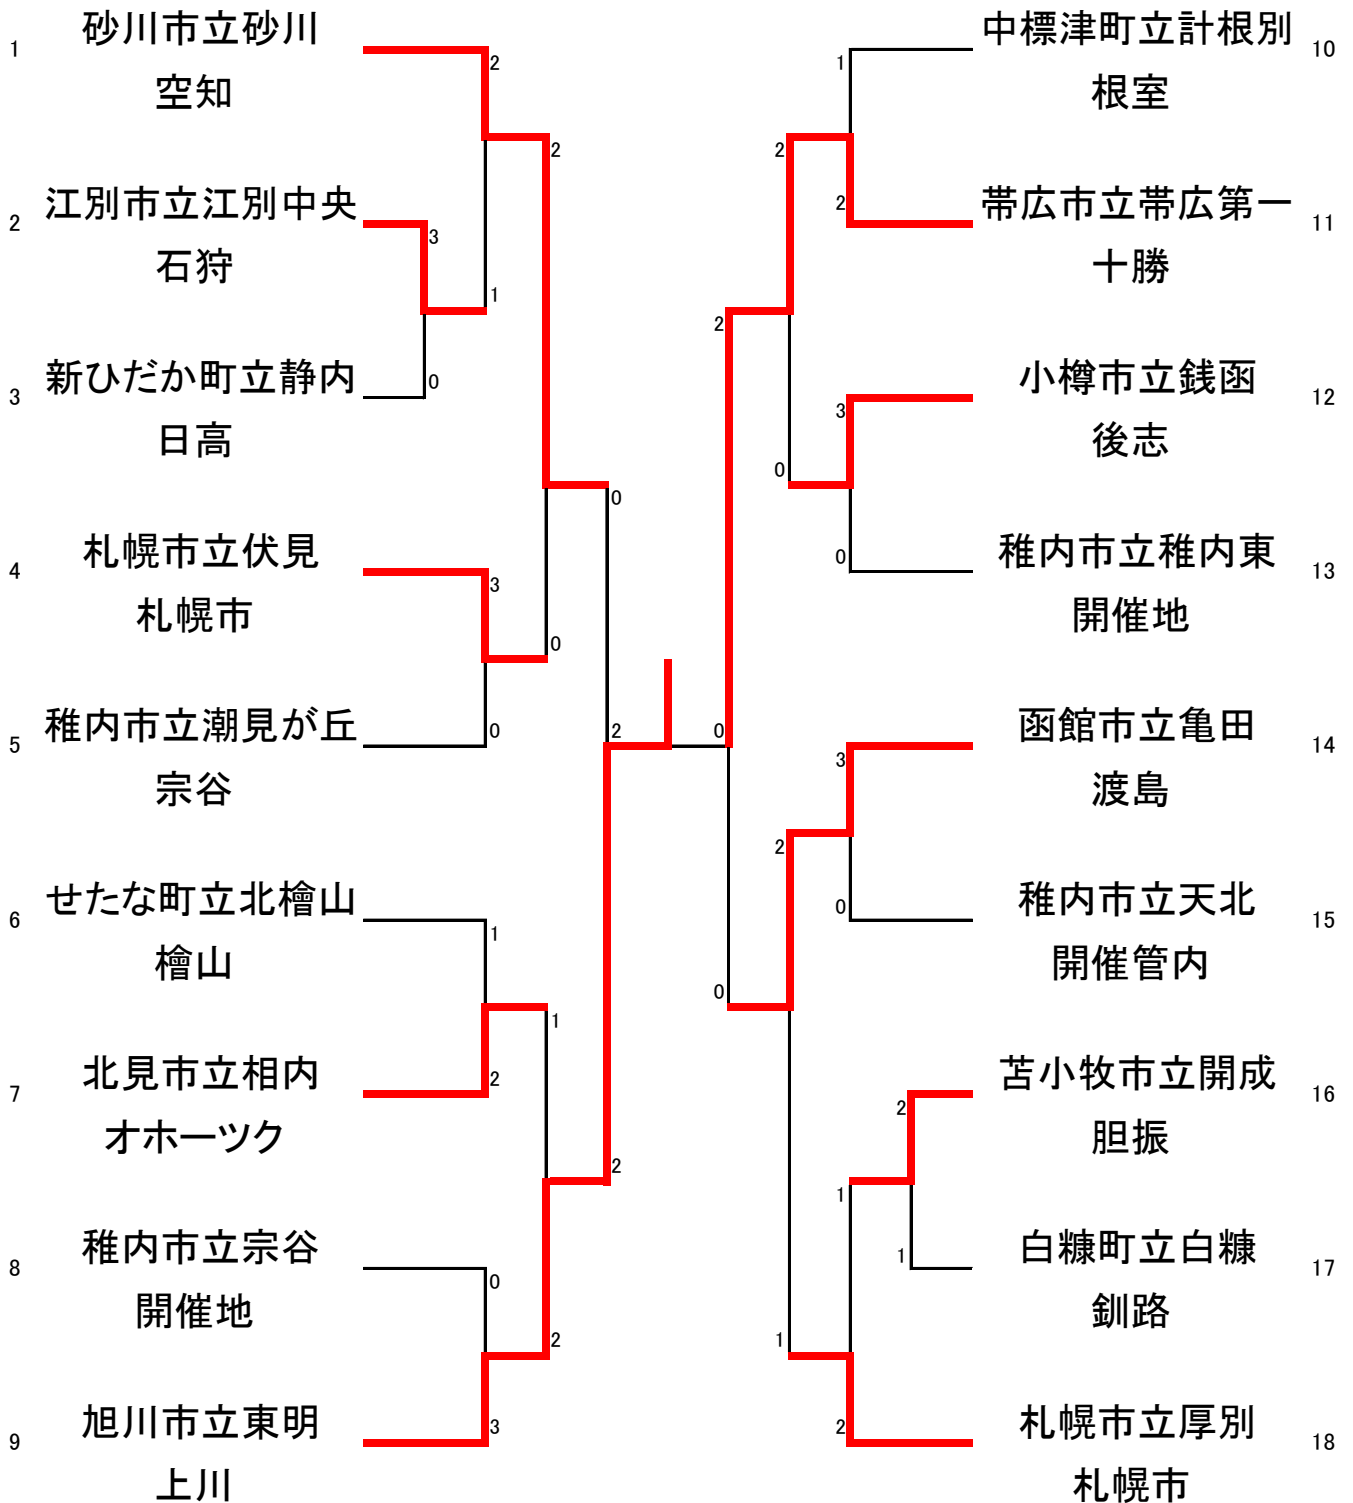 1 砂川市立砂川
空知
2
3
1
2 江別市立江別中央
石狩
3
0
3 新ひだか町立静内
日高
2
4 札幌市立伏見
札幌市
3
0
0
5 稚内市立潮見が丘
宗谷
0
6 せたな町立北檜山
檜山
1
2
7 北見市立相内
オホーツク
1
8 稚内市立宗谷
開催地
0
3
9 旭川市立東明
上川
2
2
2
0
中標津町立計根別 10
根室
1
2
帯広市立帯広第一 11
十勝
2
小樽市立銭函 12
後志
3
0
0
稚内市立稚内東 13
開催地
2
函館市立亀田 14
渡島
3
0
稚内市立天北 15
開催管内
2
苫小牧市立開成 16
胆振
2
1
白糠町立白糠 17
釧路
1
札幌市立厚別 18
札幌市
2
1
0